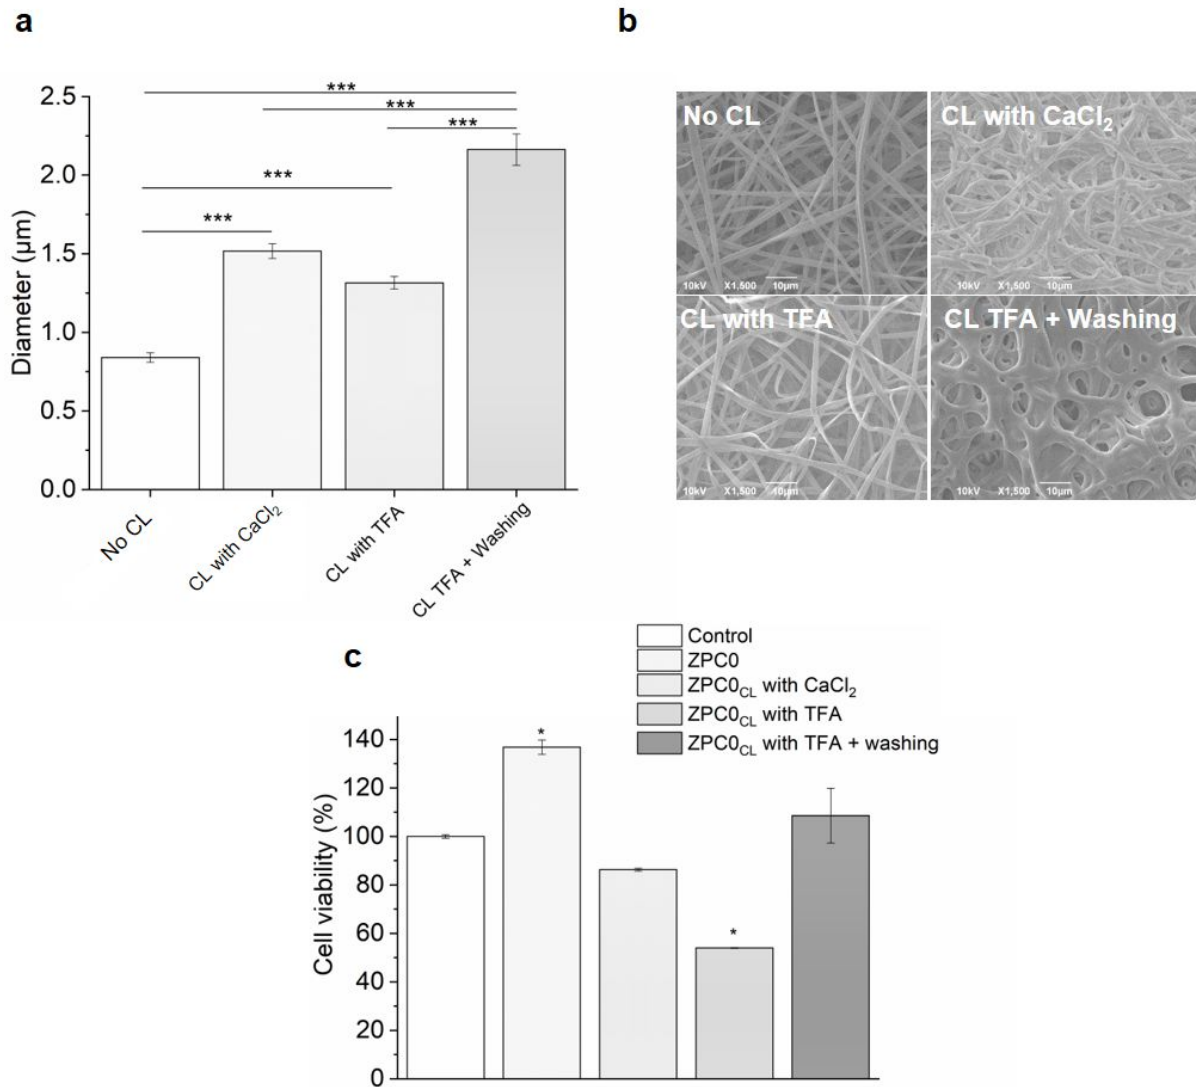 a
b
***
***
***
***
***
2.5
2.0
1.5
1.0
0.5
0.0
Diameter (µm)
No CL
CL with CaCl₂
CL with TFA
CL TFA + Washing
No CL
10kV X1,500 10µm
CL with CaCl₂
10kV X1,500 10µm
CL with TFA
10kV X1,500 10µm
CL TFA + Washing
10kV X1,500 10µm
c
Control
ZPC0
ZPC0CL with CaCl₂
ZPC0CL with TFA
ZPC0CL with TFA + washing
*
*
140
120
100
80
60
40
20
0
Cell viability (%)